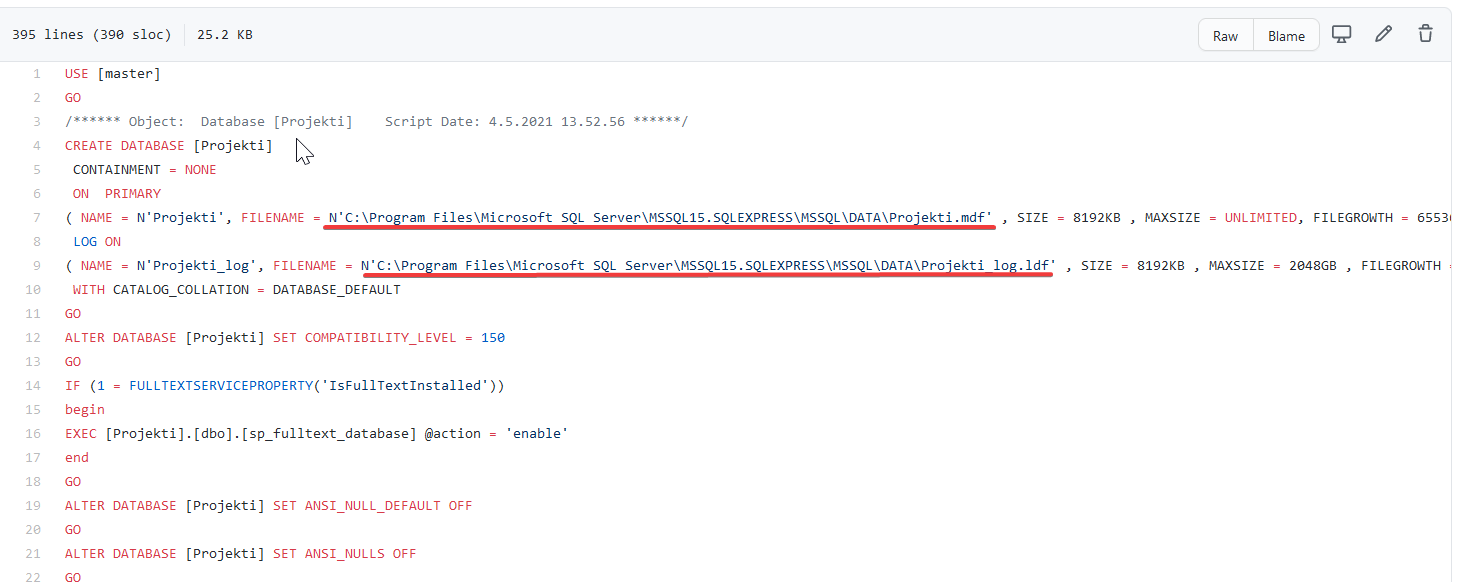 395 lines (390 sloc) 25.2 KB Raw Blame
1 USE [master]
2 GO
3 /****** Object:  Database [Projekti]    Script Date: 4.5.2021 13.52.56 ******/
4 CREATE DATABASE [Projekti]
5  CONTAINMENT = NONE
6  ON  PRIMARY
7 ( NAME = N'Projekti', FILENAME = N'C:\Program Files\Microsoft SQL Server\MSSQL15.SQLEXPRESS\MSSQL\DATA\Projekti.mdf' , SIZE = 8192KB , MAXSIZE = UNLIMITED, FILEGROWTH = 6553
8  LOG ON
9 ( NAME = N'Projekti_log', FILENAME = N'C:\Program Files\Microsoft SQL Server\MSSQL15.SQLEXPRESS\MSSQL\DATA\Projekti_log.ldf' , SIZE = 8192KB , MAXSIZE = 2048GB , FILEGROWTH =
10  WITH CATALOG_COLLATION = DATABASE_DEFAULT
11 GO
12 ALTER DATABASE [Projekti] SET COMPATIBILITY_LEVEL = 150
13 GO
14 IF (1 = FULLTEXTSERVICEPROPERTY('IsFullTextInstalled'))
15 begin
16 EXEC [Projekti].[dbo].[sp_fulltext_database] @action = 'enable'
17 end
18 GO
19 ALTER DATABASE [Projekti] SET ANSI_NULL_DEFAULT OFF
20 GO
21 ALTER DATABASE [Projekti] SET ANSI_NULLS OFF
22 GO